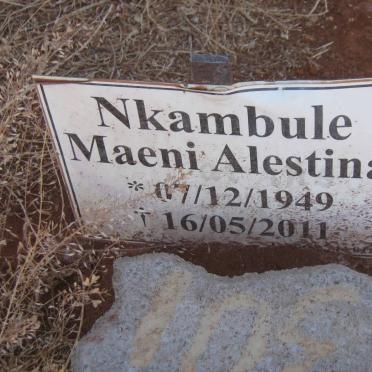 Nkambule
Maeni Alestina
* 07/12/1949
† 16/05/2011